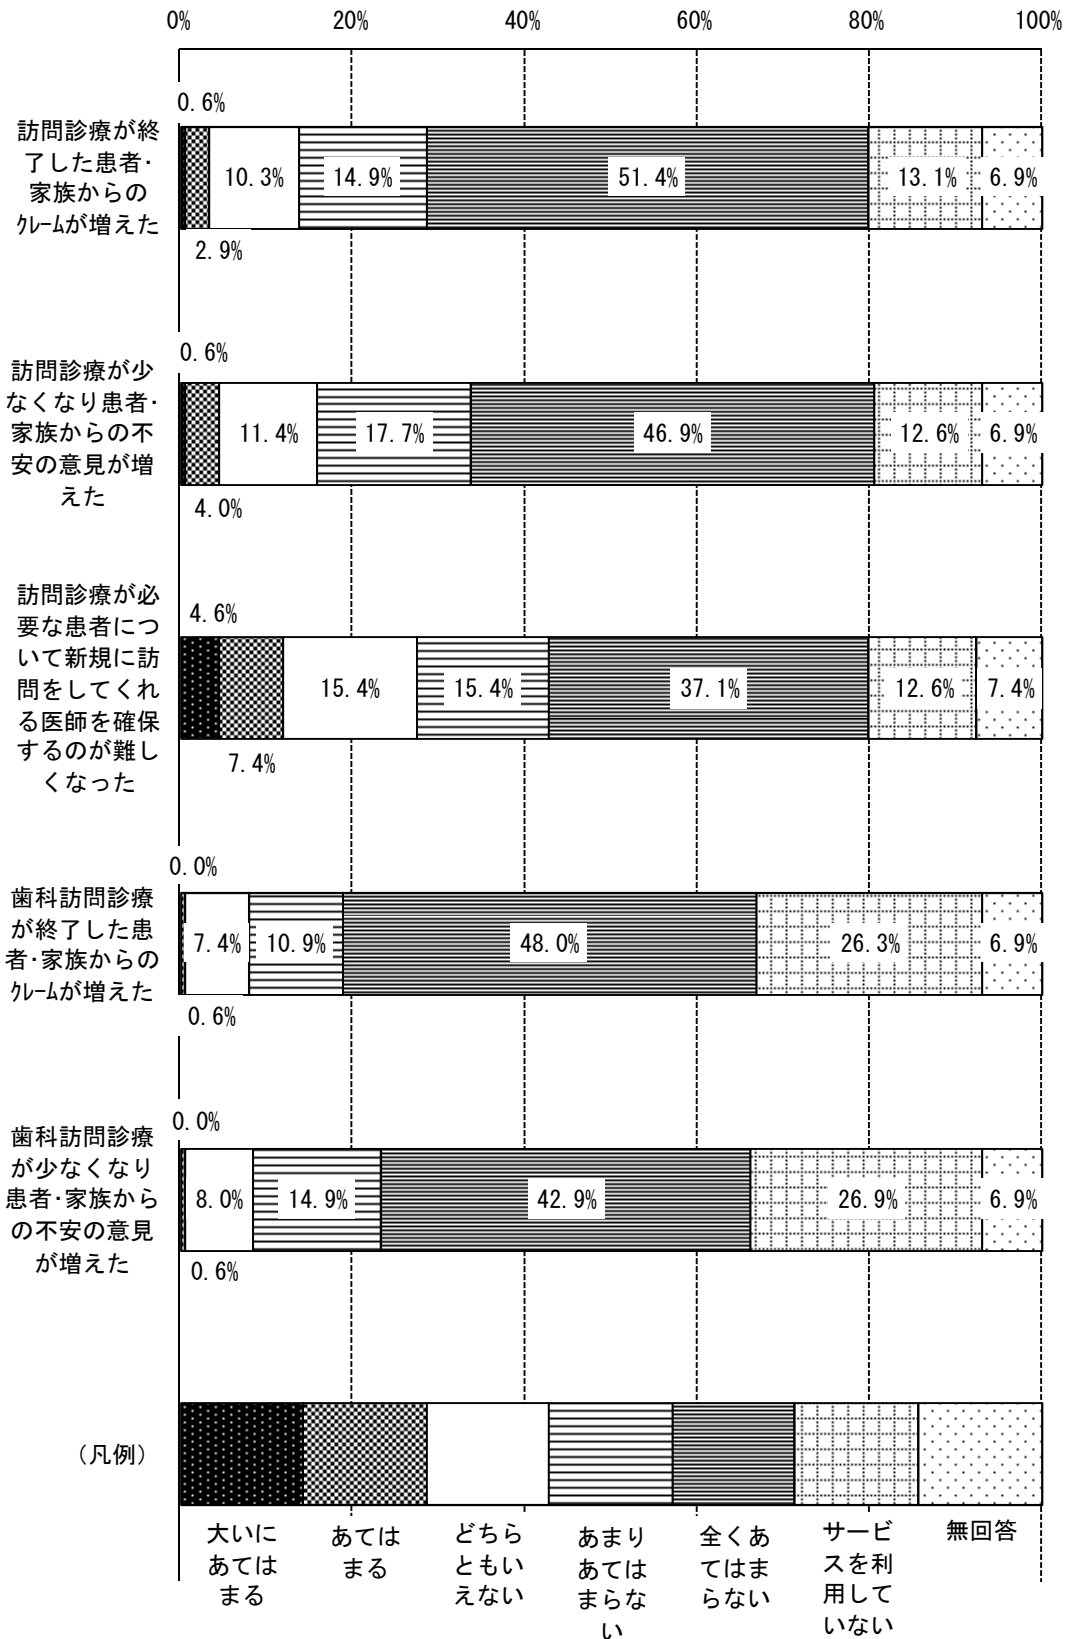 0% 20% 40% 60% 80% 100%
0.6%
訪問診療が終
了した患者・
家族からの
ｸﾚｰﾑが増えた
10.3% 14.9% 51.4% 13.1% 6.9%
2.9%
0.6%
訪問診療が少
なくなり患者・
家族からの不
安の意見が増
えた
11.4% 17.7% 46.9% 12.6% 6.9%
4.0%
訪問診療が必
要な患者につ
いて新規に訪
問をしてくれ
る医師を確保
するのが難し
くなった
4.6%
15.4% 15.4% 37.1% 12.6% 7.4%
7.4%
0.0%
歯科訪問診療
が終了した患
者・家族からの
ｸﾚｰﾑが増えた
7.4% 10.9% 48.0% 26.3% 6.9%
0.6%
0.0%
歯科訪問診療
が少なくなり
患者・家族から
の不安の意見
が増えた
8.0% 14.9% 42.9% 26.9% 6.9%
0.6%
（凡例）
大いに
あては
まる
あては
まる
どちら
ともい
えない
あまり
あては
まらな
い
全くあ
てはま
らない
サービ
スを利
用して
いない
無回答